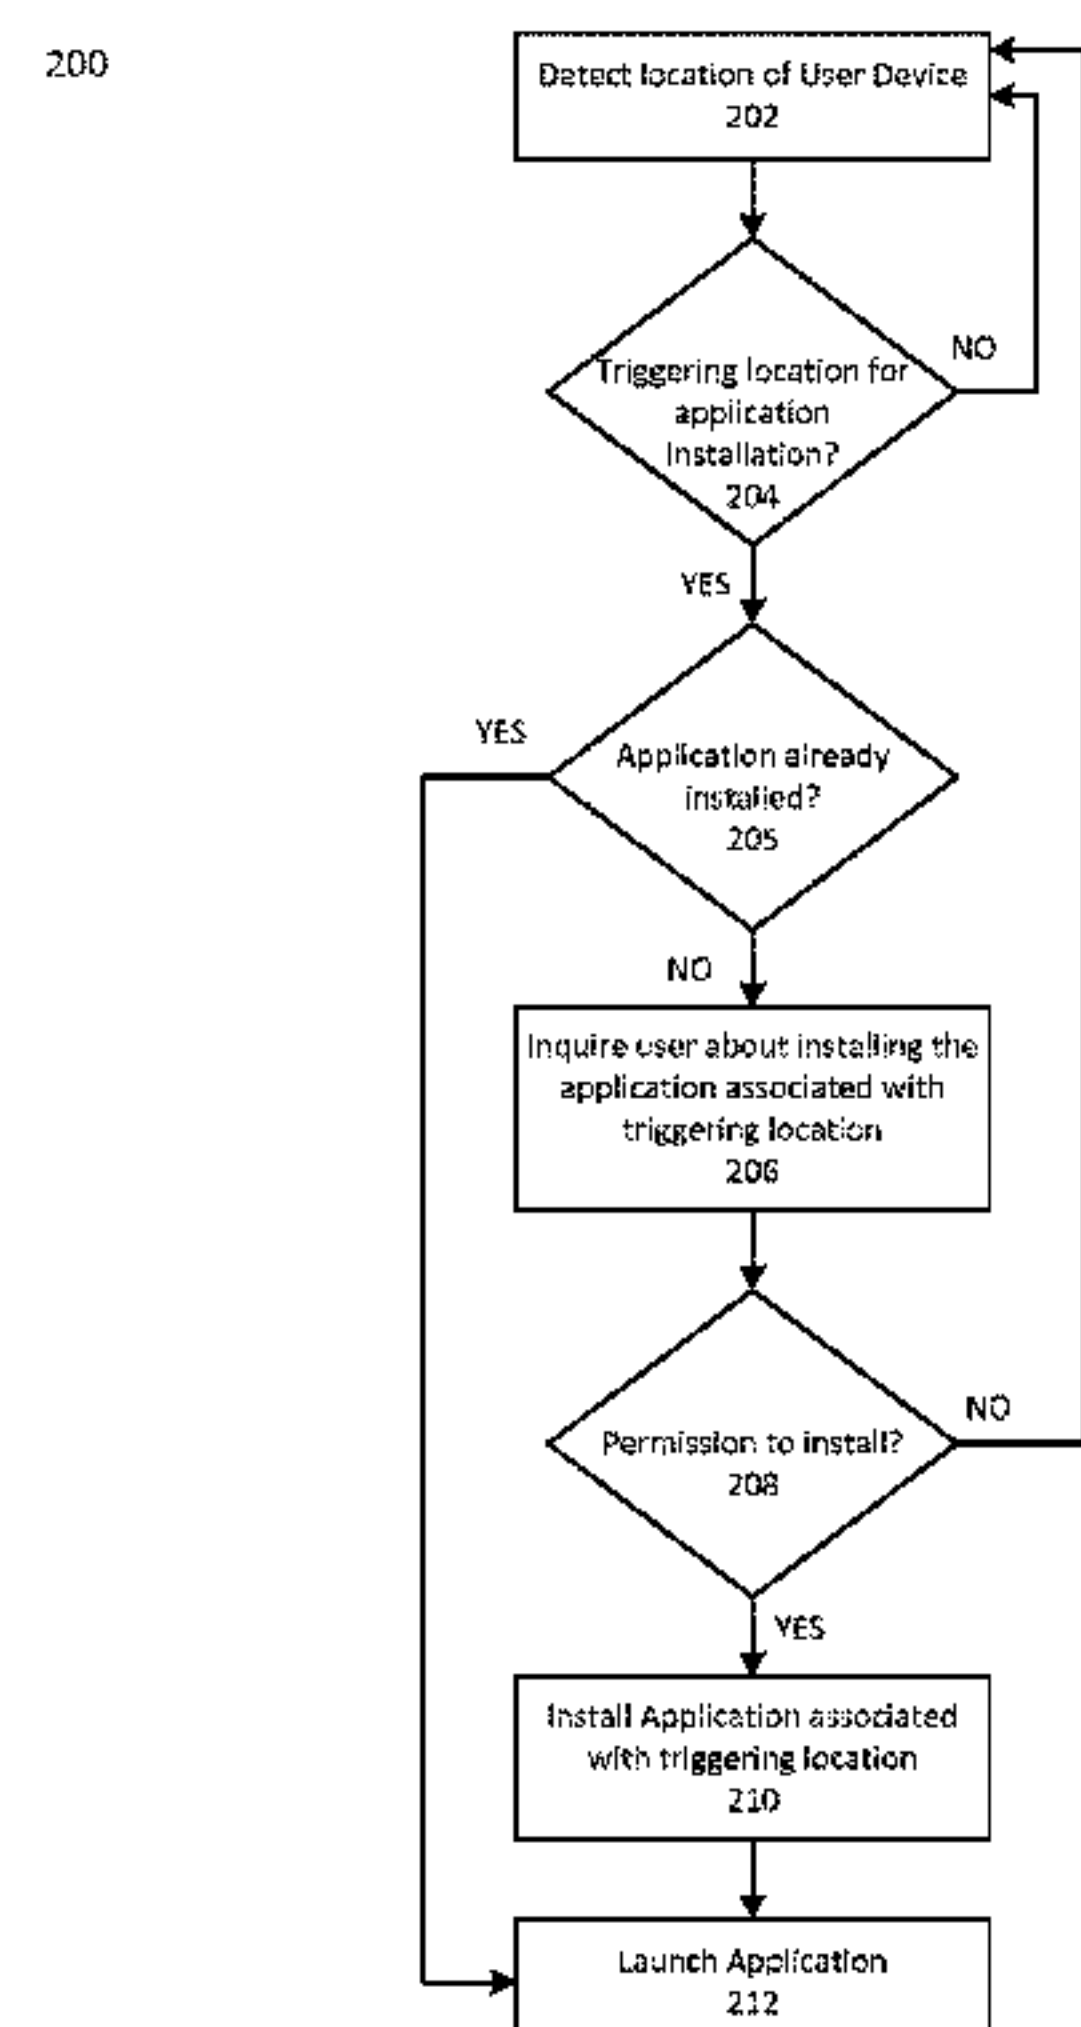 200
Detect location of User Device
202
Triggering location for
application
Installation?
204
NO
YES
Application already
installed?
205
YES
NO
Inquire user about installing the
application associated with
triggering location
206
Permission to install?
208
NO
YES
Install Application associated
with triggering location
210
Launch Application
212